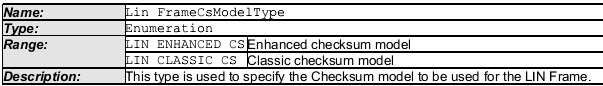 Name: Lin FrameCsModelType
Type: Enumeration
Range: LIN ENHANCED CS Enhanced checksum model
LIN CLASSIC CS Classic checksum model
Description: This type is used to specify the Checksum model to be used for the LIN Frame.